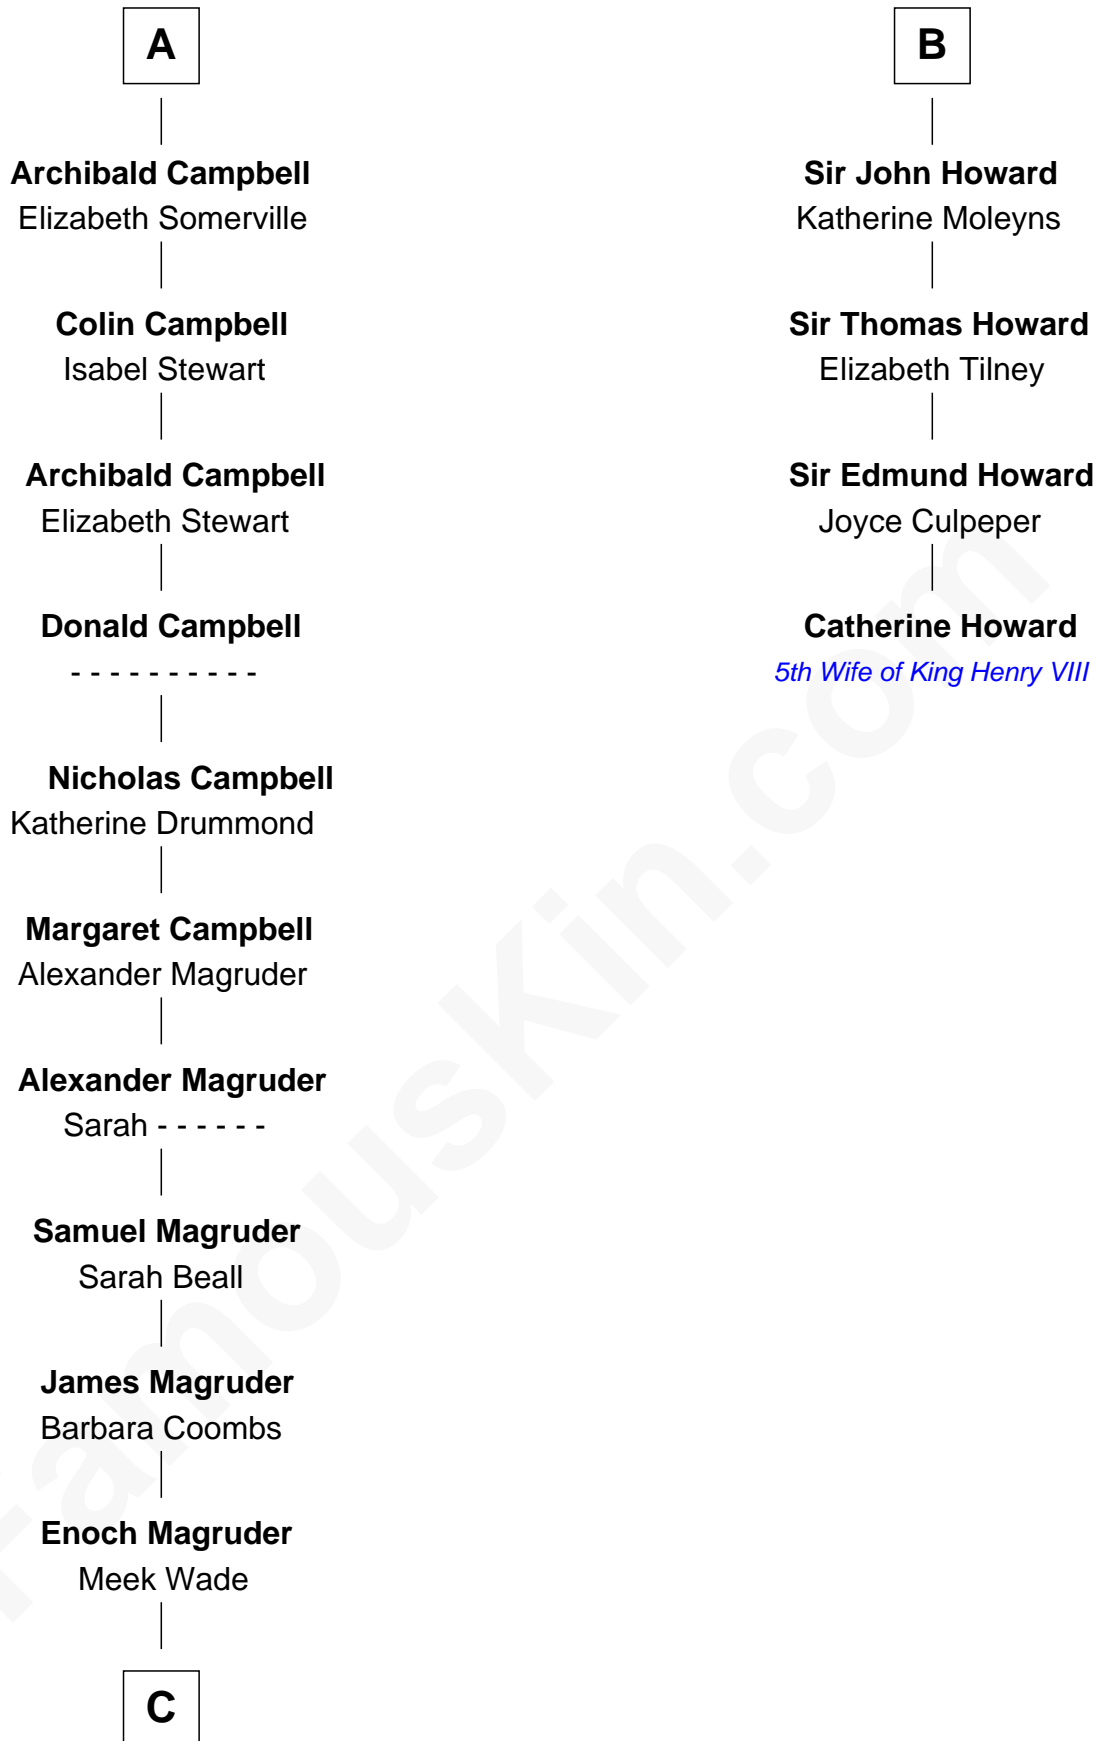 A
Archibald Campbell
Elizabeth Somerville
Colin Campbell
Isabel Stewart
Archibald Campbell
Elizabeth Stewart
Donald Campbell
- - - - - - - - - -
Nicholas Campbell
Katherine Drummond
Margaret Campbell
Alexander Magruder
Alexander Magruder
Sarah - - - - - -
Samuel Magruder
Sarah Beall
James Magruder
Barbara Coombs
Enoch Magruder
Meek Wade
C
B
Sir John Howard
Katherine Moleyns
Sir Thomas Howard
Elizabeth Tilney
Sir Edmund Howard
Joyce Culpeper
Catherine Howard
5th Wife of King Henry VIII
FamousKin.com